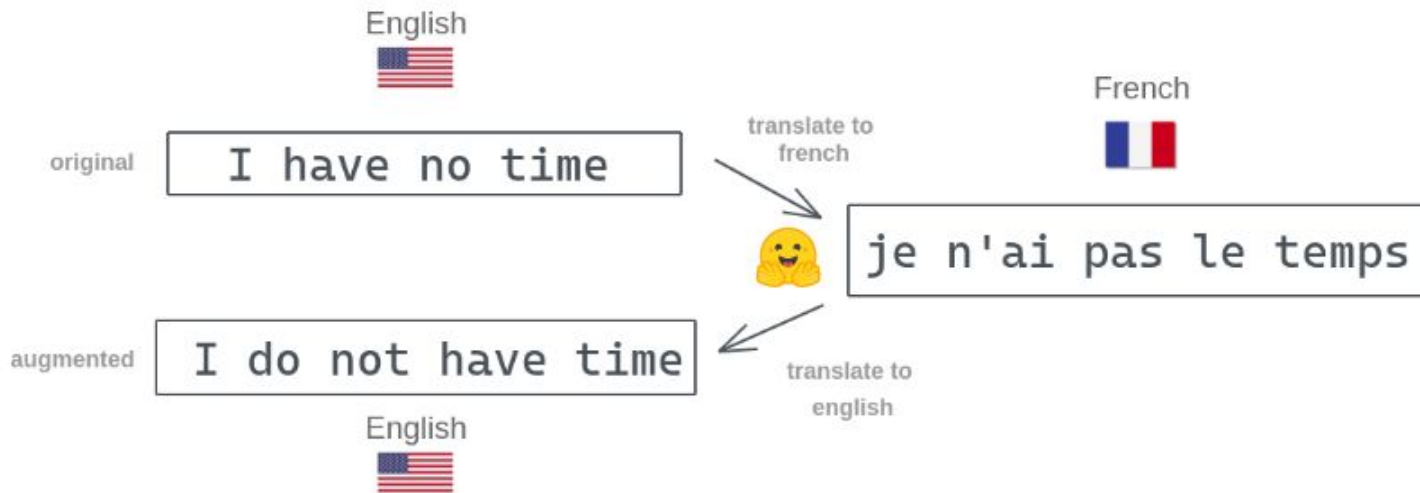 English
original
I have no time
translate to
french
French
je n'ai pas le temps
augmented
I do not have time
translate to
english
English